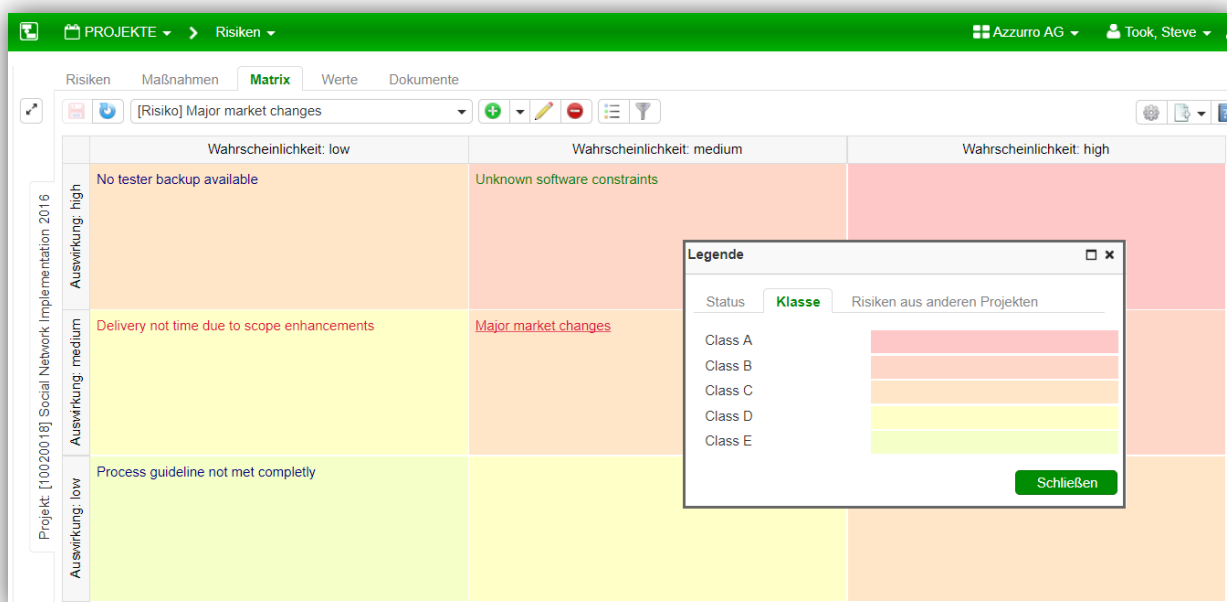 PROJEKTE
Risiken
Azzurro AG
Took, Steve
Risiken
Maßnahmen
Matrix
Werte
Dokumente
[Risiko] Major market changes
Wahrscheinlichkeit: low
Wahrscheinlichkeit: medium
Wahrscheinlichkeit: high
Projekt: [10020018] Social Network Implementation 2016
Auswirkung: high
No tester backup available
Unknown software constraints
Auswirkung: medium
Delivery not time due to scope enhancements
Major market changes
Auswirkung: low
Process guideline not met completly
Legende
Status
Klasse
Risiken aus anderen Projekten
Class A
Class B
Class C
Class D
Class E
Schließen